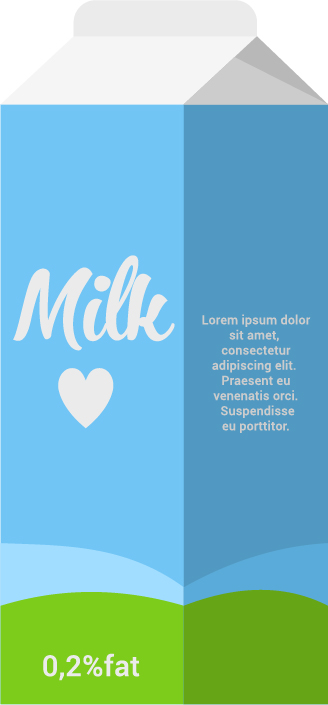 Milk
Lorem ipsum dolor
sit amet,
consectetur
adipiscing elit.
Praesent eu
venenatis orci.
Suspendisse
eu porttitor.
0,2%fat